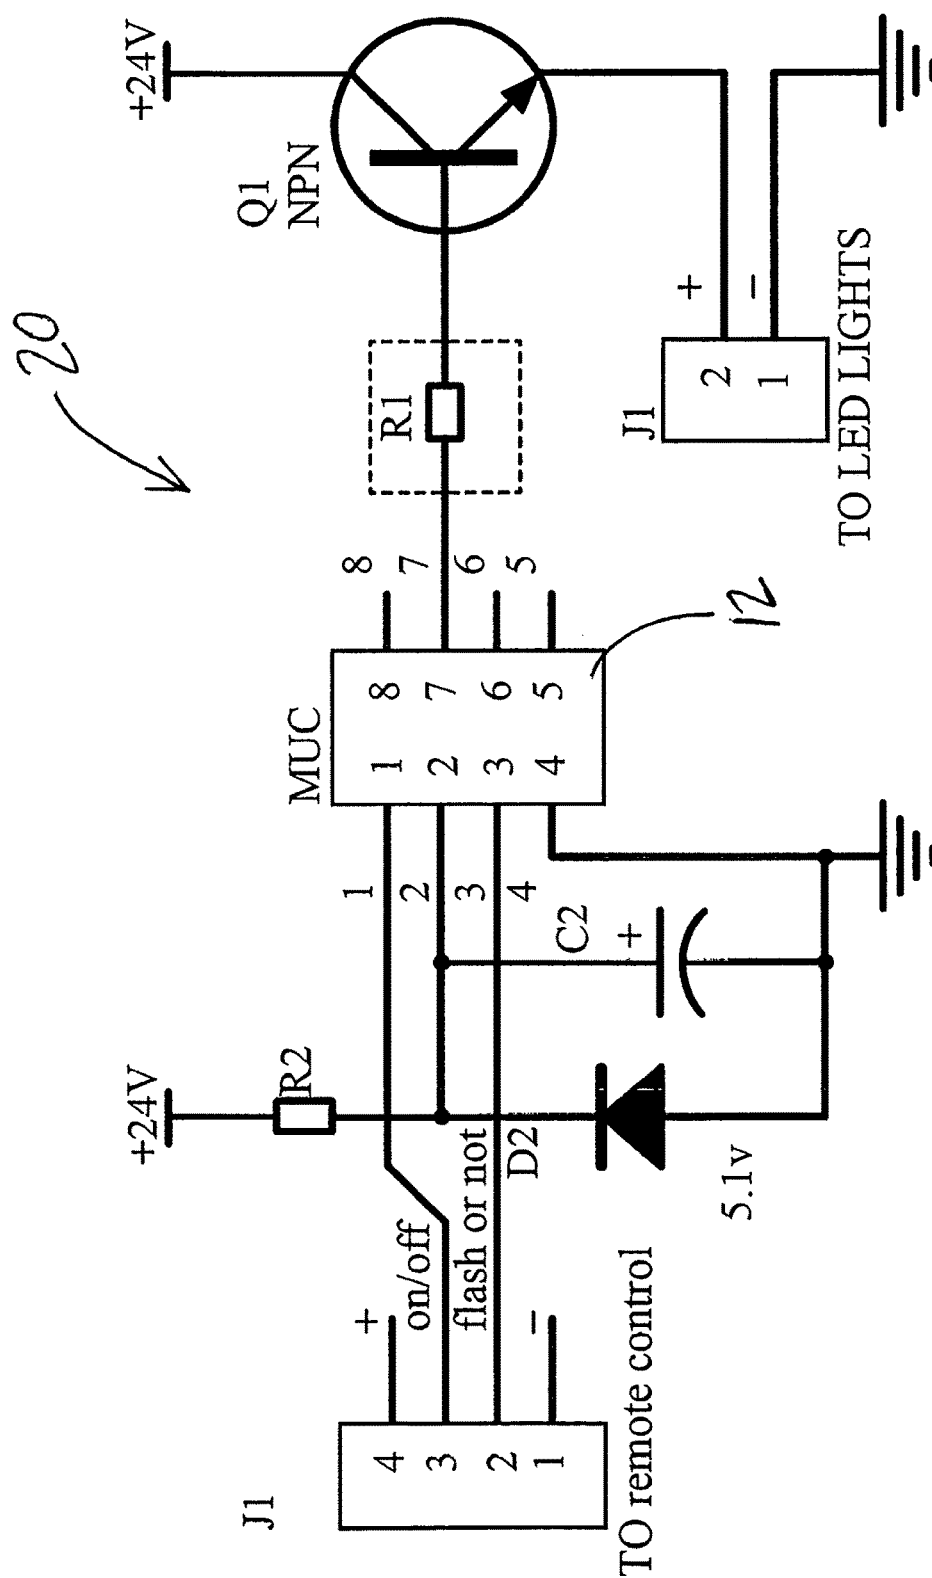 20
+24V
Q1
NPN
R1
MUC
8
7
6
5
8
7
6
5
1
2
3
4
12
1
2
3
4
+24V
R2
C2
+
D2
5.1v
on/off
flash or not
J1
+
4
3
2
1
−
TO remote control
J1
2
1
+
−
TO LED LIGHTS